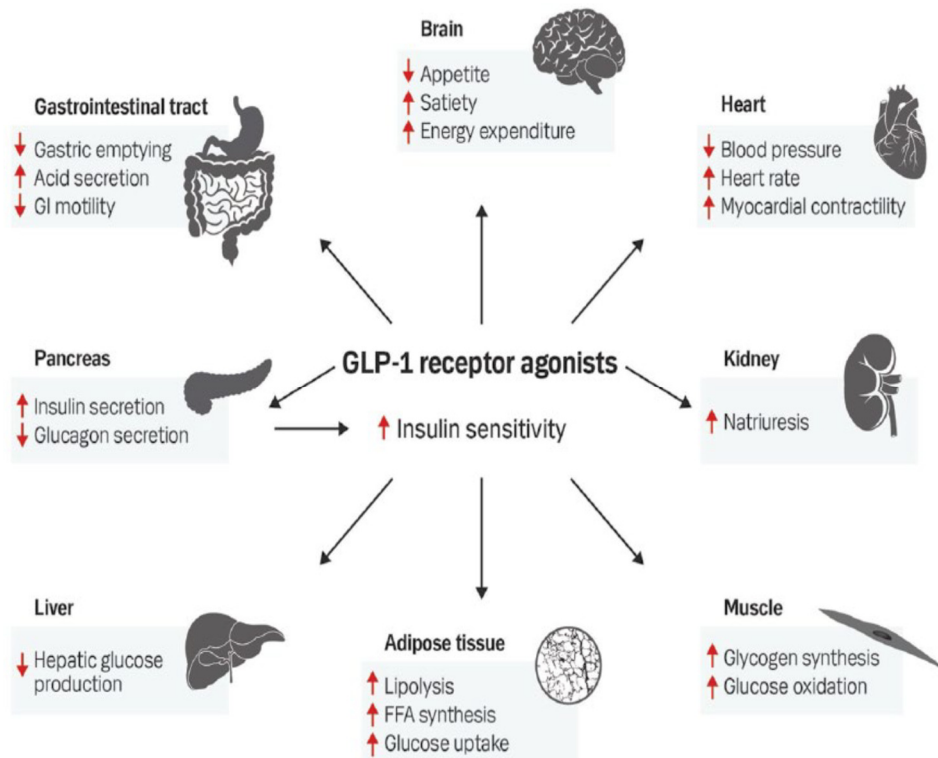 Brain
↓ Appetite
↑ Satiety
↑ Energy expenditure
Gastrointestinal tract
↓ Gastric emptying
↑ Acid secretion
↓ GI motility
Heart
↓ Blood pressure
↑ Heart rate
↑ Myocardial contractility
GLP-1 receptor agonists
↑ Insulin sensitivity
Pancreas
↑ Insulin secretion
↓ Glucagon secretion
Kidney
↑ Natriuresis
Liver
↓ Hepatic glucose
production
Adipose tissue
↑ Lipolysis
↑ FFA synthesis
↑ Glucose uptake
Muscle
↑ Glycogen synthesis
↑ Glucose oxidation